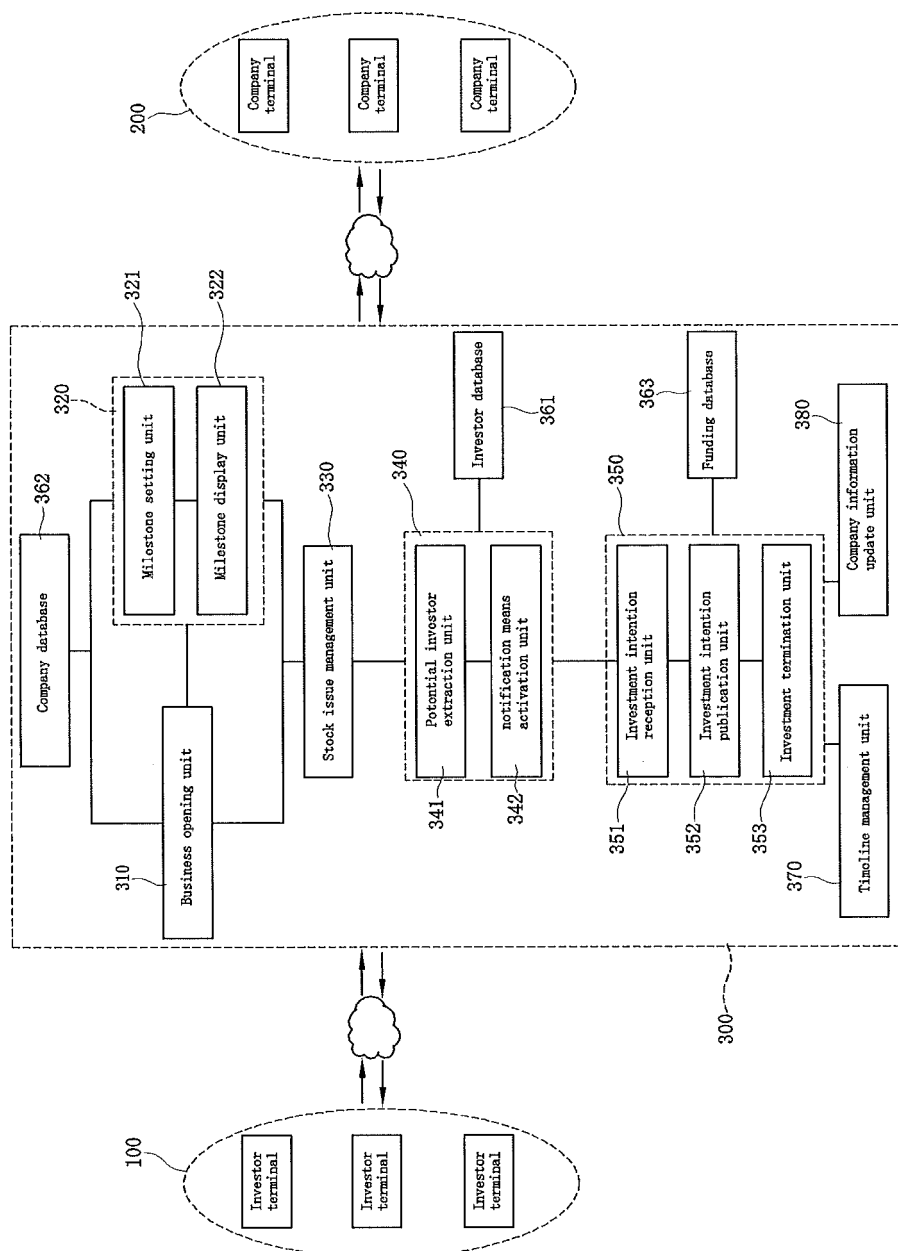 100
Investor
terminal
Investor
terminal
Investor
terminal
300
362
Company database
320
321
Milestone setting unit
322
Milestone display unit
310
Business opening unit
330
Stock issue management unit
340
341
Potential investor
extraction unit
342
notification means
activation unit
361
Investor database
350
351
Investment intention
reception unit
352
Investment intention
publication unit
353
Investment termination unit
363
Funding database
370
Timeline management unit
380
Company information
update unit
200
Company
terminal
Company
terminal
Company
terminal